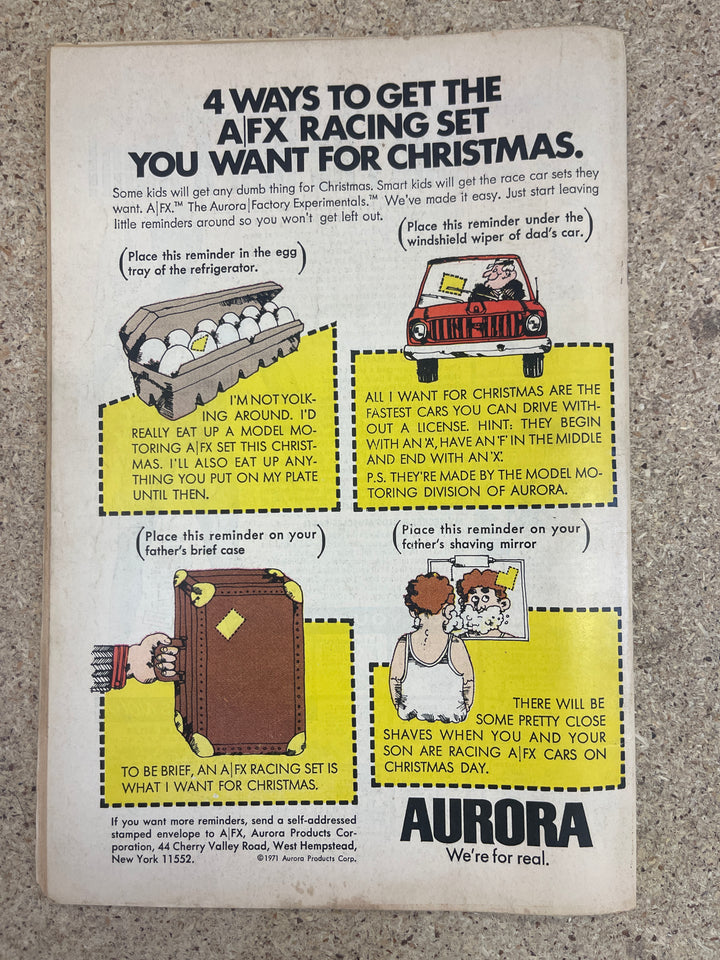 4 WAYS TO GET THE
A|FX RACING SET
YOU WANT FOR CHRISTMAS.
Some kids will get any dumb thing for Christmas. Smart kids will get the race car sets they
want. A|FX.™ The Aurora|Factory Experimentals.™ We've made it easy. Just start leaving
little reminders around so you won't get left out.
(Place this reminder in the egg
tray of the refrigerator.)
(Place this reminder under the
windshield wiper of dad's car.)
I'M NOT YOLK-
ING AROUND. I'D
REALLY EAT UP A MODEL MO-
TORING A|FX SET THIS CHRIST-
MAS. I'LL ALSO EAT UP ANY-
THING YOU PUT ON MY PLATE
UNTIL THEN.
ALL I WANT FOR CHRISTMAS ARE THE
FASTEST CARS YOU CAN DRIVE WITH-
OUT A LICENSE. HINT: THEY BEGIN
WITH AN 'A', HAVE AN 'F' IN THE MIDDLE
AND END WITH AN 'X'.
P.S. THEY'RE MADE BY THE MODEL MO-
TORING DIVISION OF AURORA.
(Place this reminder on your
father's brief case)
(Place this reminder on your
father's shaving mirror)
TO BE BRIEF, AN A|FX RACING SET IS
WHAT I WANT FOR CHRISTMAS.
THERE WILL BE
SOME PRETTY CLOSE
SHAVES WHEN YOU AND YOUR
SON ARE RACING A|FX CARS ON
CHRISTMAS DAY.
If you want more reminders, send a self-addressed
stamped envelope to A|FX, Aurora Products Cor-
poration, 44 Cherry Valley Road, West Hempstead,
New York 11552.
©1971 Aurora Products Corp.
AURORA
We're for real.